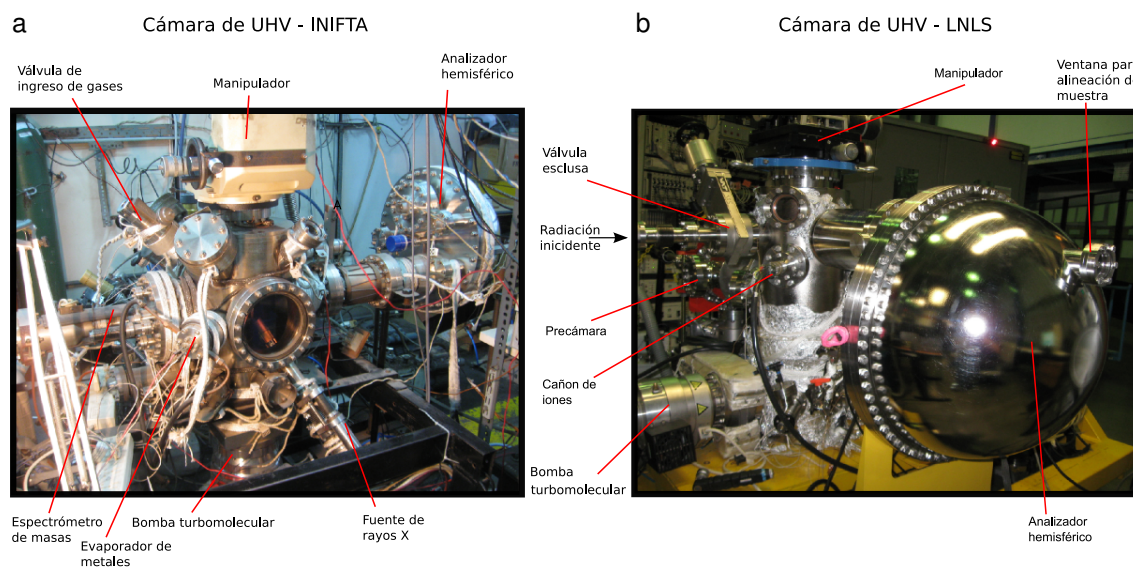 a
Cámara de UHV - INIFTA
Válvula de
ingreso de gases
Manipulador
Analizador
hemisférico
A
Espectrómetro
de masas
Evaporador de
metales
Bomba turbomolecular
Fuente de
rayos X
b
Cámara de UHV - LNLS
Manipulador
Ventana par
alineación d
muestra
Válvula
esclusa
Radiación
inicidente
Precámara
Cañon de
iones
Bomba
turbomolecular
Analizador
hemisférico